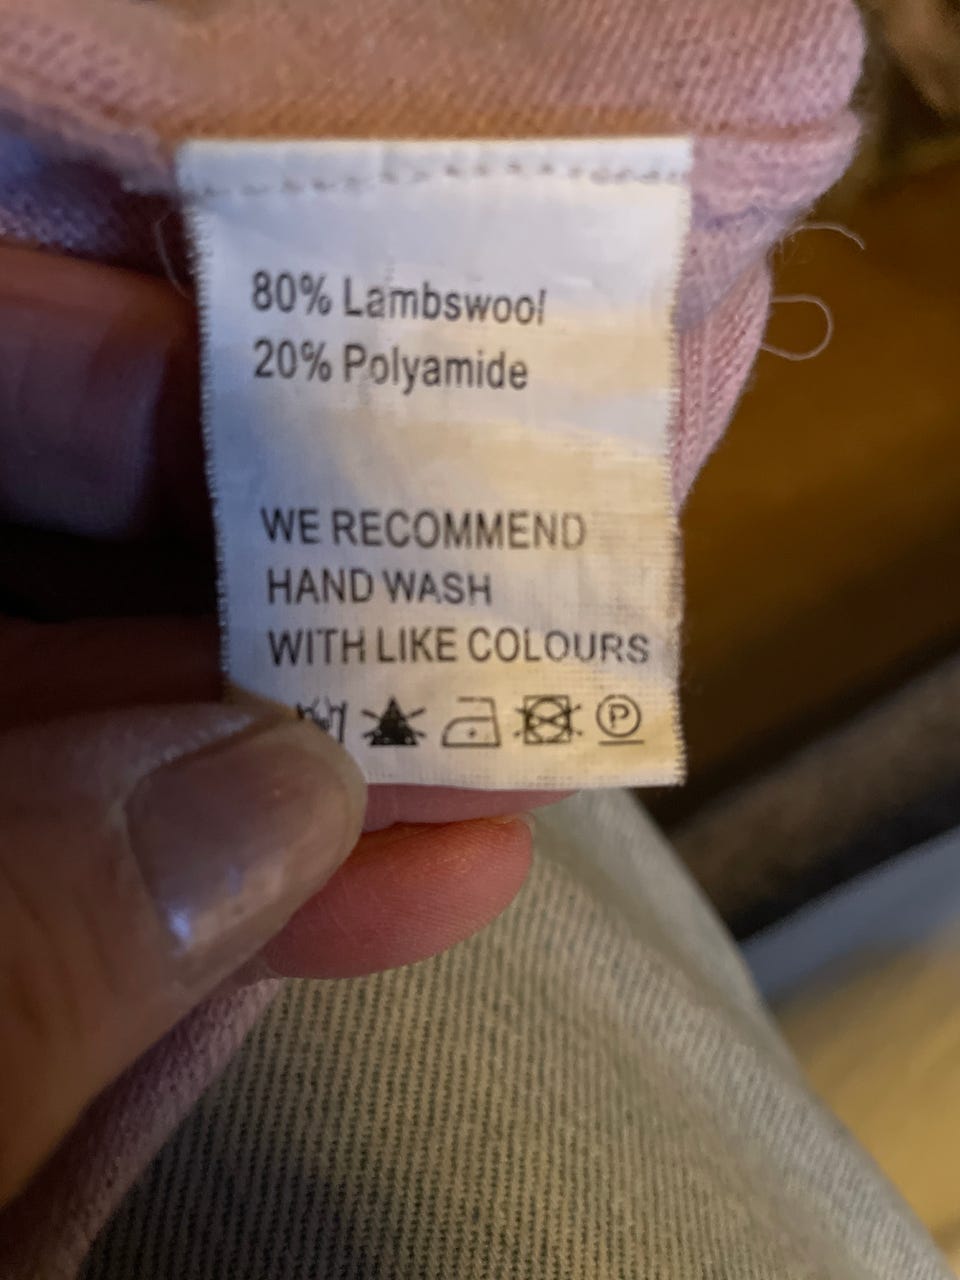 80% Lambswool
20% Polyamide
WE RECOMMEND
HAND WASH
WITH LIKE COLOURS
P